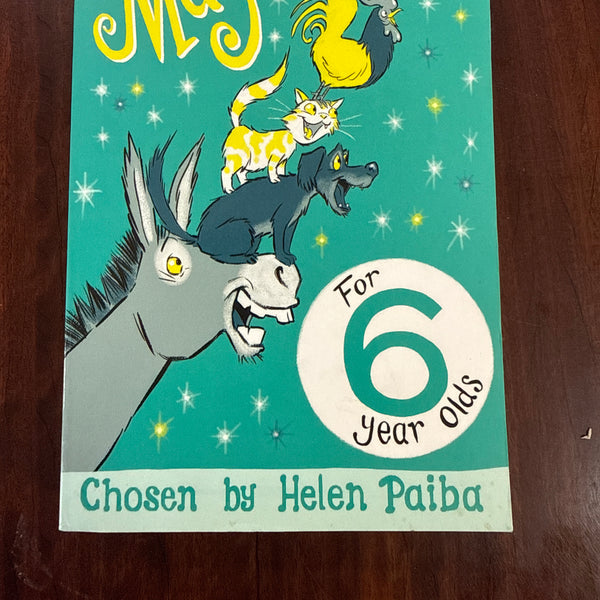 For
6
year olds
Chosen by Helen Paiba